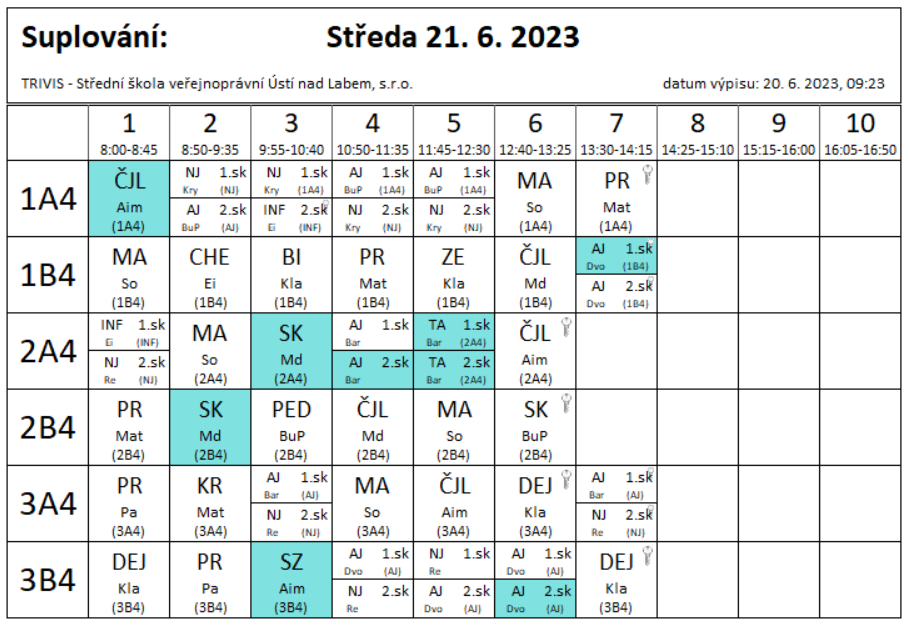 Suplování: Středa 21. 6. 2023
TRIVIS - Střední škola veřejnoprávní Ústí nad Labem, s.r.o. datum výpisu: 20. 6. 2023, 09:23
1 2 3 4 5 6 7 8 9 10
8:00-8:45 8:50-9:35 9:55-10:40 10:50-11:35 11:45-12:30 12:40-13:25 13:30-14:15 14:25-15:10 15:15-16:00 16:05-16:50
1A4
ČJL
Aim
(1A4)
NJ 1.sk
Kry (NJ)
AJ 2.sk
BuP (AJ)
NJ 1.sk
Kry (1A4)
INF 2.sk
Ei (INF)
AJ 1.sk
BuP (1A4)
NJ 2.sk
Kry (NJ)
AJ 1.sk
BuP (1A4)
NJ 2.sk
Kry (NJ)
MA
So
(1A4)
PR
Mat
(1A4)
1B4
MA
So
(1B4)
CHE
Ei
(1B4)
BI
Kla
(1B4)
PR
Mat
(1B4)
ZE
Kla
(1B4)
ČJL
Md
(1B4)
AJ 1.sk
Dvo (1B4)
AJ 2.sk
Dvo (1B4)
2A4
INF 1.sk
Ei (INF)
NJ 2.sk
Re (NJ)
MA
So
(2A4)
SK
Md
(2A4)
AJ 1.sk
Bar
AJ 2.sk
Bar
TA 1.sk
Bar (2A4)
TA 2.sk
Bar (2A4)
ČJL
Aim
(2A4)
2B4
PR
Mat
(2B4)
SK
Md
(2B4)
PED
BuP
(2B4)
ČJL
Md
(2B4)
MA
So
(2B4)
SK
BuP
(2B4)
3A4
PR
Pa
(3A4)
KR
Mat
(3A4)
AJ 1.sk
Bar (AJ)
NJ 2.sk
Re (NJ)
MA
So
(3A4)
ČJL
Aim
(3A4)
DEJ
Kla
(3A4)
AJ 1.sk
Bar (AJ)
NJ 2.sk
Re (NJ)
3B4
DEJ
Kla
(3B4)
PR
Pa
(3B4)
SZ
Aim
(3B4)
AJ 1.sk
Dvo (AJ)
NJ 2.sk
Re
NJ 1.sk
Re
AJ 2.sk
Dvo (AJ)
AJ 1.sk
Dvo (AJ)
AJ 2.sk
Dvo (AJ)
DEJ
Kla
(3B4)